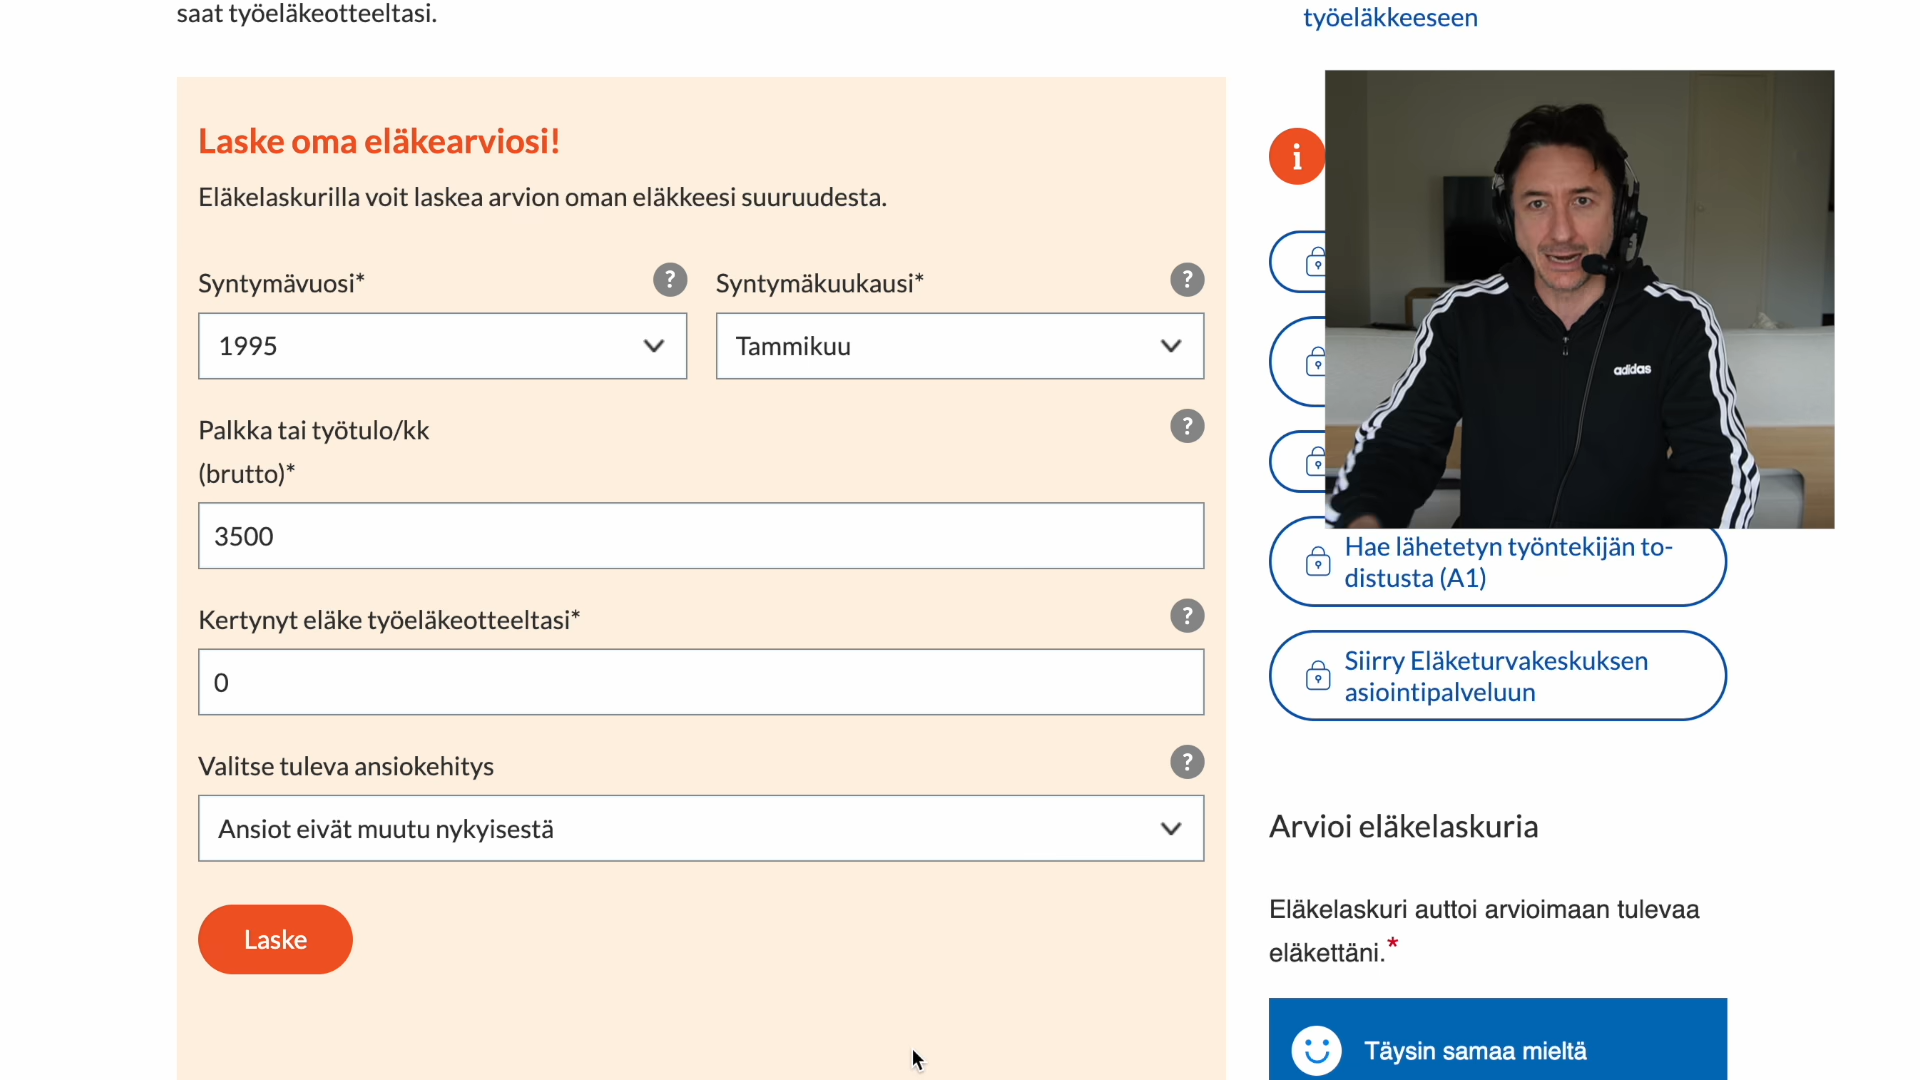 saat työeläkeotteeltasi.
työeläkkeeseen
Laske oma eläkearviosi!
Eläkelaskurilla voit laskea arvion oman eläkkeesi suuruudesta.
Syntymävuosi*
?
Syntymäkuukausi*
?
1995
Tammikuu
Palkka tai työtulo/kk
(brutto)*
?
3500
Kertynyt eläke työeläkeotteeltasi*
?
0
Valitse tuleva ansiokehitys
?
Ansiot eivät muutu nykyisestä
Laske
i
adidas
Hae lähetetyn työntekijän to-
distusta (A1)
Siirry Eläketurvakeskuksen
asiointipalveluun
Arvioi eläkelaskuria
Eläkelaskuri auttoi arvioimaan tulevaa
eläkettäni.*
Täysin samaa mieltä